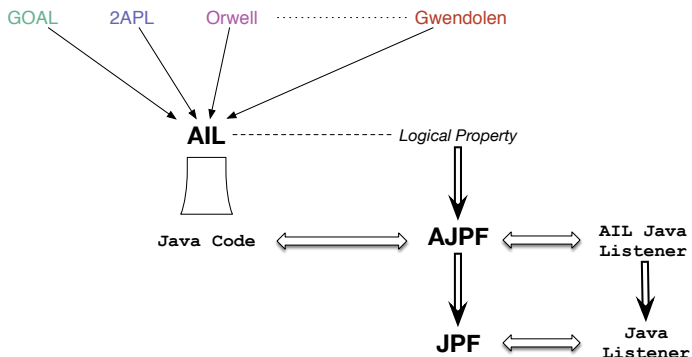 GOAL 2APL Orwell Gwendolen
AIL Logical Property
Java Code AJPF AIL Java
Listener
JPF Java
Listener